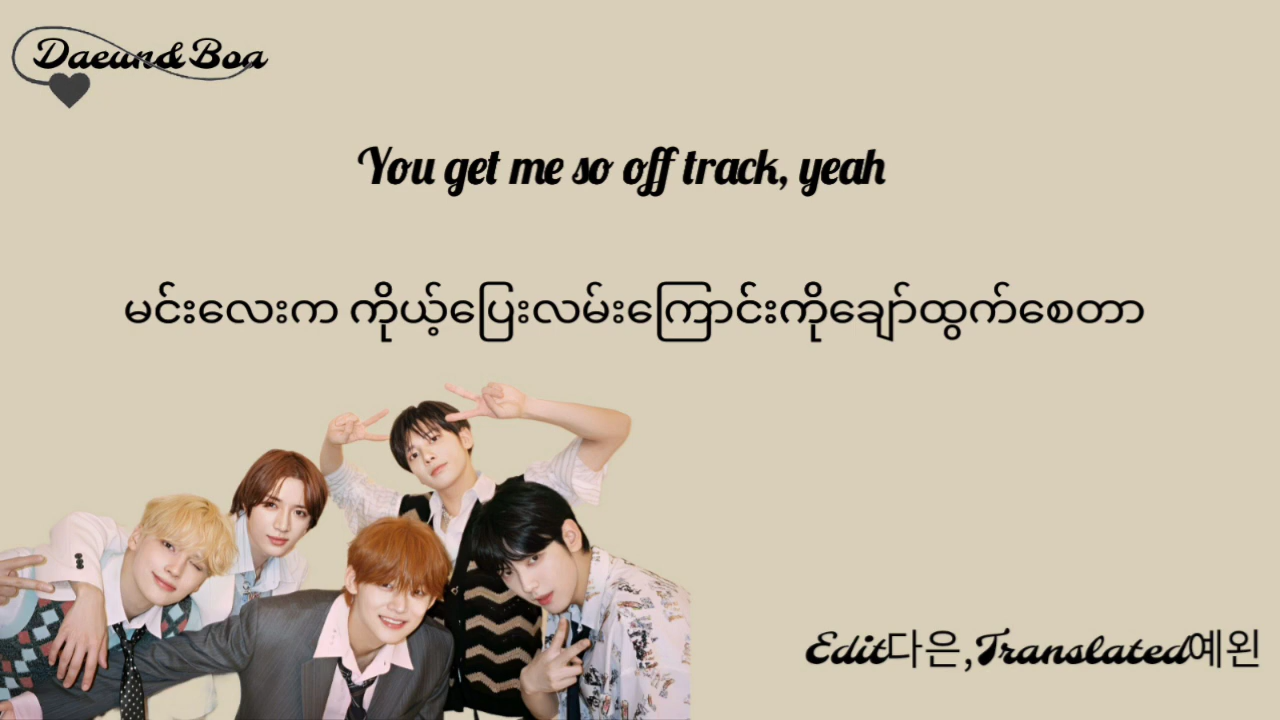 Daeun&Boa
You get me so off track, yeah
မင်းလေးက ကိုယ့်ပြေးလမ်းကြောင်းကိုချော်ထွက်စေတာ
Edit다은,Translated예왼